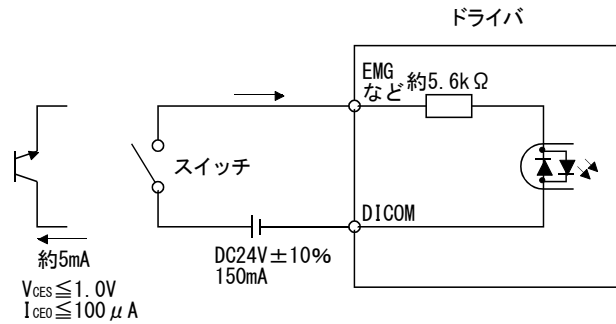 ドライバ
EMG
など
約5.6kΩ
スイッチ
DICOM
DC24V±10%
150mA
約5mA
VCES≦1.0V
ICEO≦100μA